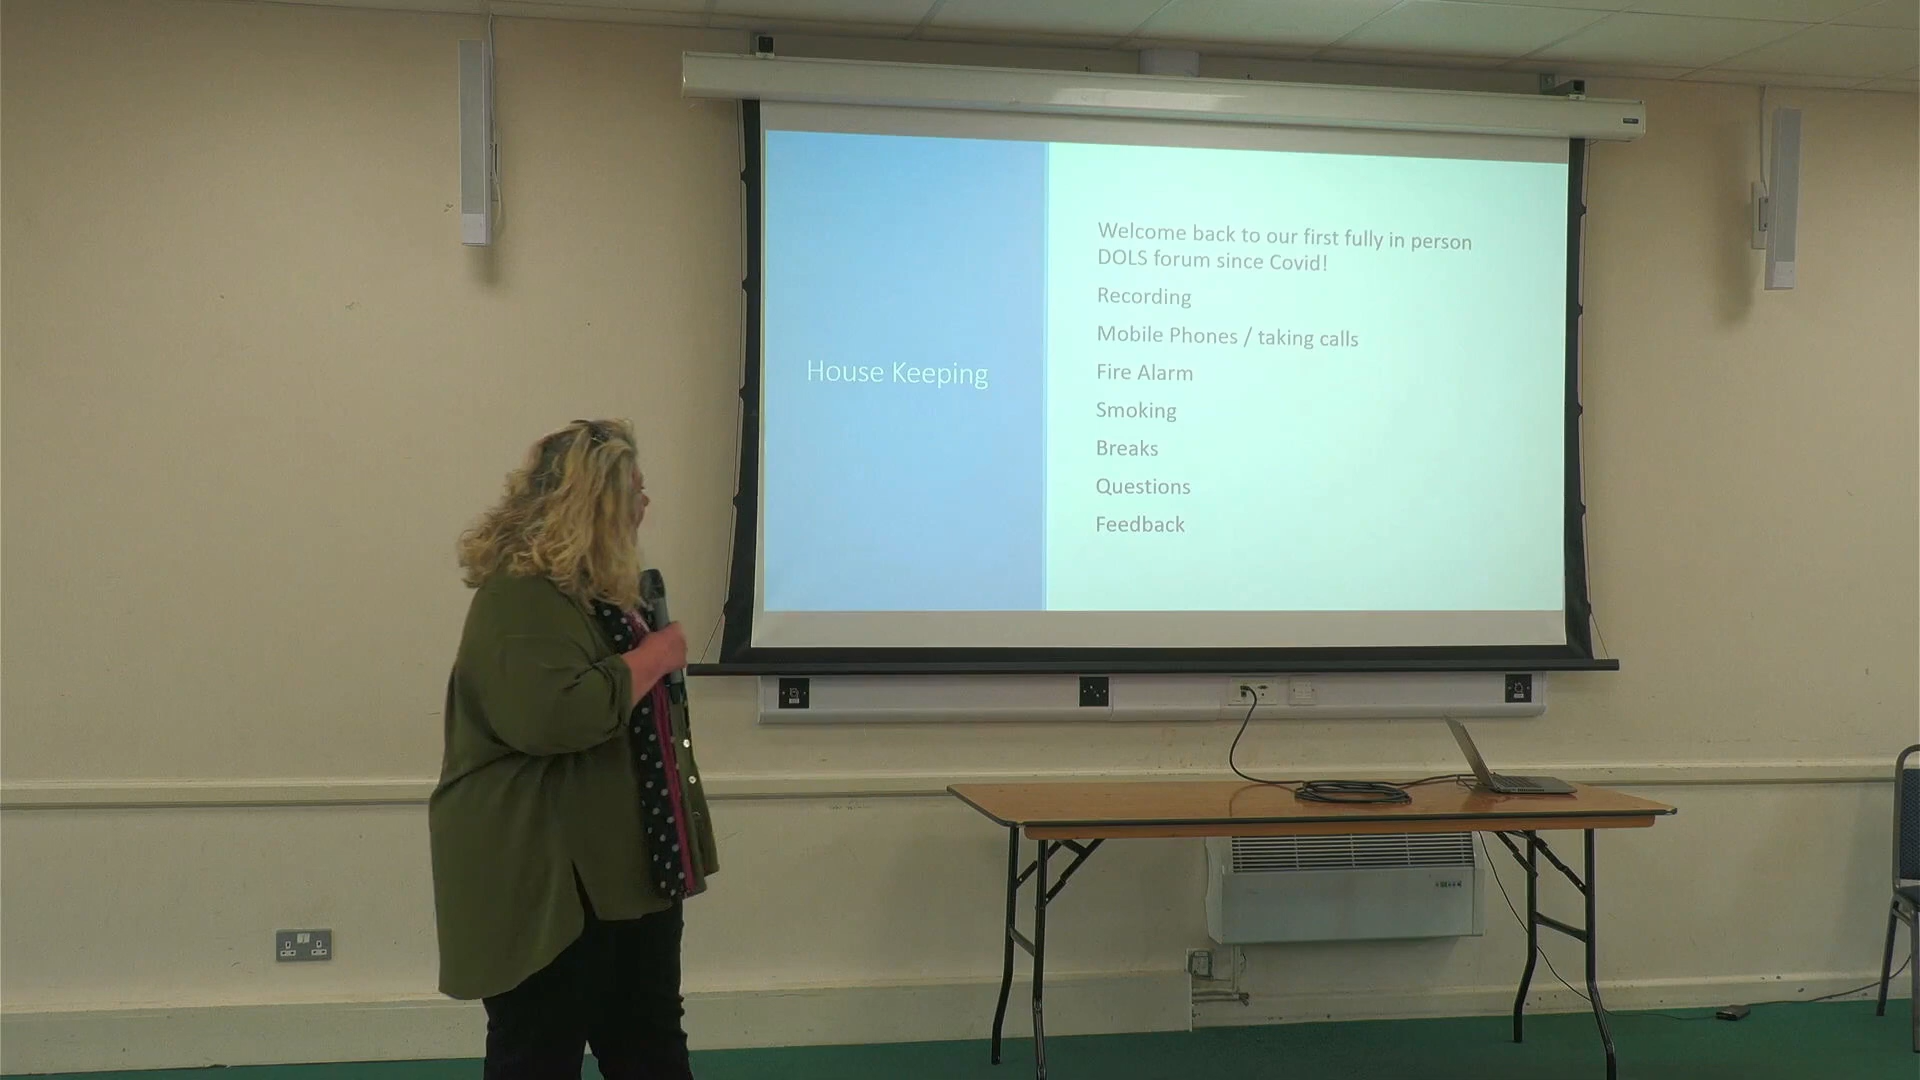 House Keeping
Welcome back to our first fully in person
DOLS forum since Covid!
Recording
Mobile Phones / taking calls
Fire Alarm
Smoking
Breaks
Questions
Feedback